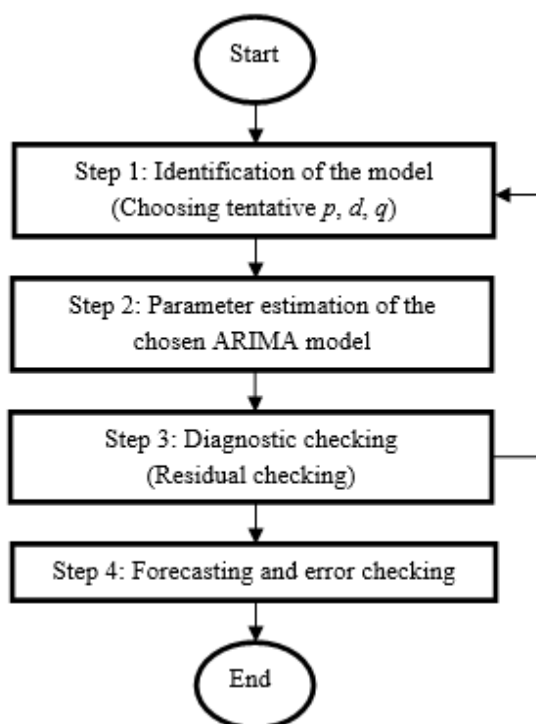 Start
Step 1: Identification of the model
(Choosing tentative p, d, q)
Step 2: Parameter estimation of the
chosen ARIMA model
Step 3: Diagnostic checking
(Residual checking)
Step 4: Forecasting and error checking
End